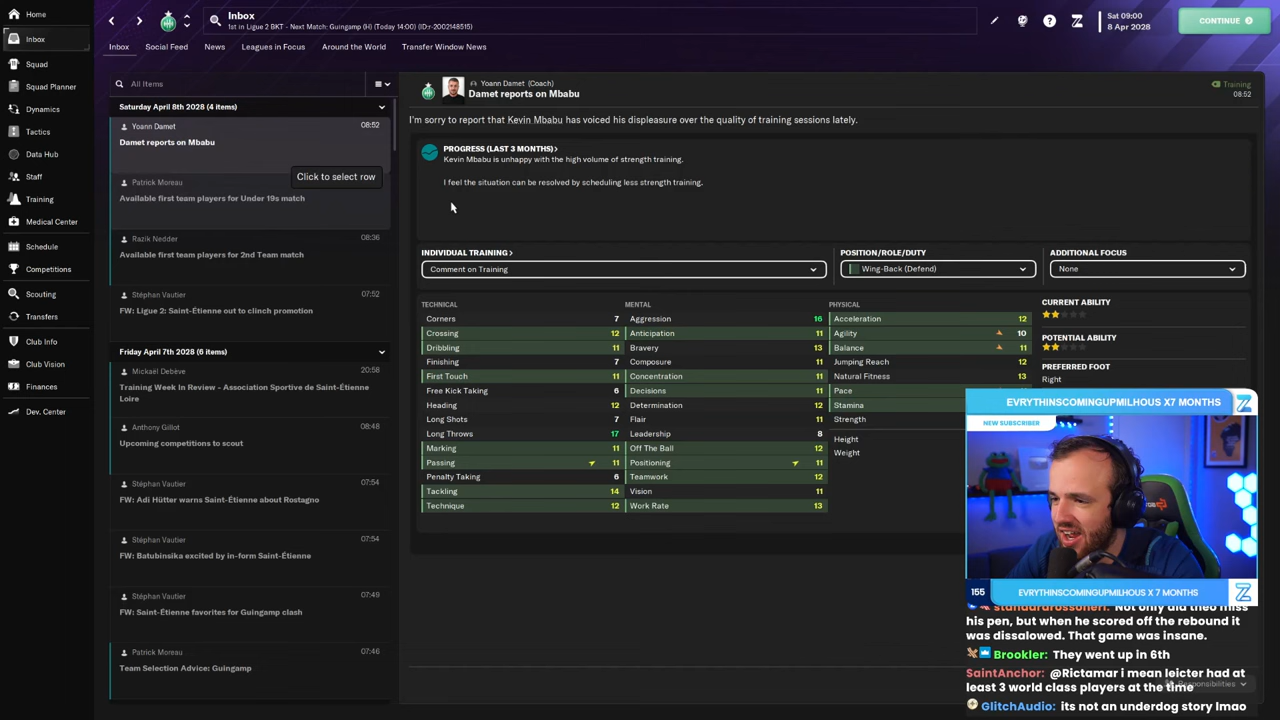 Home
Inbox
Squad
Squad Planner
Dynamics
Tactics
Data Hub
Staff
Training
Medical Center
Schedule
Competitions
Scouting
Transfers
Club Info
Club Vision
Finances
Dev. Center
Inbox
1st in Ligue 2 BKT - Next Match: Guingamp (H) (Today 14:00) (ID:r-2002148515)
Sat 09:00
8 Apr 2028
CONTINUE
Inbox
Social Feed
News
Leagues in Focus
Around the World
Transfer Window News
All Items
Saturday April 8th 2028 (4 items)
Yoann Damet 08:52
Damet reports on Mbabu
Click to select row
Patrick Moreau
Available first team players for Under 19s match
Razik Nedder 08:36
Available first team players for 2nd Team match
Stéphan Vautier 07:52
FW: Ligue 2: Saint-Étienne out to clinch promotion
Friday April 7th 2028 (6 items)
Mickaël Debève 20:58
Training Week In Review - Association Sportive de Saint-Étienne
Loire
Anthony Gillot 08:48
Upcoming competitions to scout
Stéphan Vautier 07:54
FW: Adi Hütter warns Saint-Étienne about Rostagno
Stéphan Vautier 07:54
FW: Batubinsika excited by in-form Saint-Étienne
Stéphan Vautier 07:49
FW: Saint-Étienne favorites for Guingamp clash
Patrick Moreau 07:46
Team Selection Advice: Guingamp
Yoann Damet (Coach)
Damet reports on Mbabu
Training
08:52
I'm sorry to report that Kevin Mbabu has voiced his displeasure over the quality of training sessions lately.
PROGRESS (LAST 3 MONTHS)
Kevin Mbabu is unhappy with the high volume of strength training.
I feel the situation can be resolved by scheduling less strength training.
INDIVIDUAL TRAINING
Comment on Training
POSITION/ROLE/DUTY
Wing-Back (Defend)
ADDITIONAL FOCUS
None
TECHNICAL
Corners 7
Crossing 12
Dribbling 11
Finishing 7
First Touch 11
Free Kick Taking 6
Heading 12
Long Shots 7
Long Throws 17
Marking 11
Passing 11
Penalty Taking 6
Tackling 14
Technique 12
MENTAL
Aggression 16
Anticipation 11
Bravery 13
Composure 11
Concentration 11
Decisions 11
Determination 12
Flair 11
Leadership 8
Off The Ball 12
Positioning 11
Teamwork 12
Vision 11
Work Rate 13
PHYSICAL
Acceleration 12
Agility 10
Balance 11
Jumping Reach 12
Natural Fitness 13
Pace
Stamina
Strength
Height
Weight
CURRENT ABILITY
POTENTIAL ABILITY
PREFERRED FOOT
Right
EVRYTHINSCOMINGUPMILHOUS X7 MONTHS
NEW SUBSCRIBER
155
EVRYTHINSCOMINGUPMILHOUS X 7 MONTHS
Not only did theo miss
his pen, but when he scored off the rebound it
was disallowed. That game was insane.
Brookler: They went up in 6th
SaintAnchor: @Rictamar i mean leicter had at
least 3 world class players at the time
Responsibilities
GlitchAudio: its not an underdog story lmao